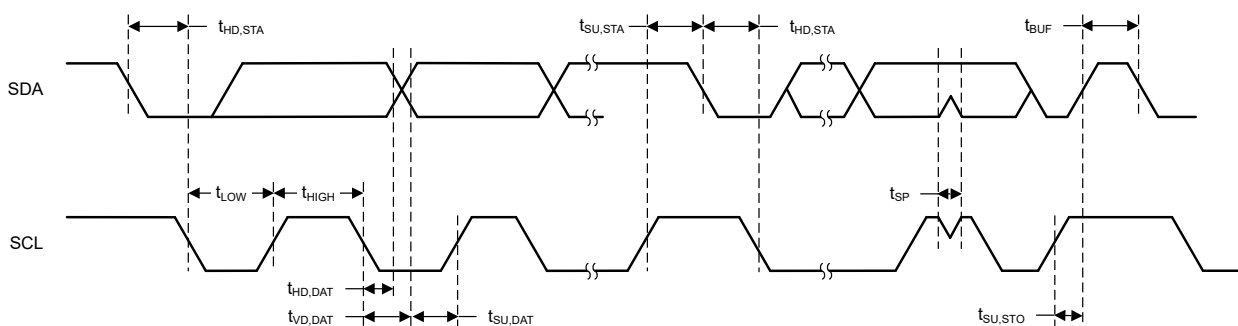 tHD,STA
tSU,STA
tHD,STA
tBUF
SDA
tLOW
tHIGH
tSP
SCL
tHD,DAT
tVD,DAT
tSU,DAT
tSU,STO